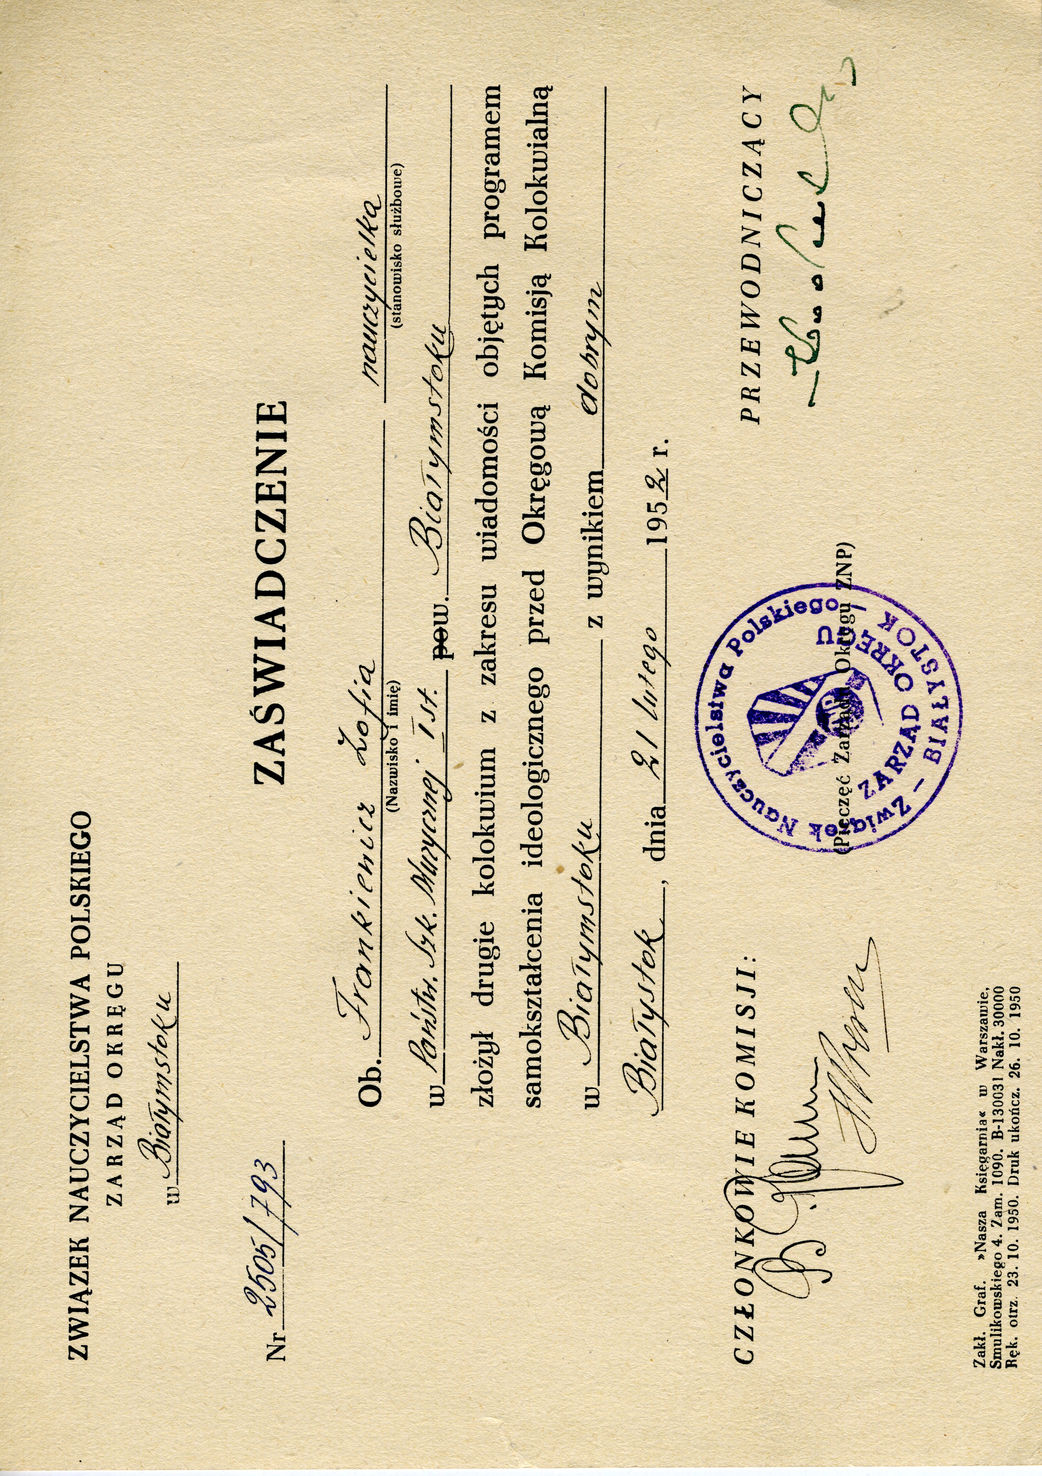 ZWIĄZEK NAUCZYCIELSTWA POLSKIEGO
ZARZĄD OKRĘGU
w Białymstoku
Nr 2505/793
ZAŚWIADCZENIE
Ob. Frankiewicz Zofia nauczycielka
(Nazwisko i imię) (stanowisko służbowe)
w Państw. Szk. Muzycznej I st. pow. Białymstoku
złożył drugie kolokwium z zakresu wiadomości objętych programem
samokształcenia ideologicznego przed Okręgową Komisją Kolokwialną
w Białymstoku z wynikiem dobrym
Białystok, dnia 21 lutego 1952 r.
CZŁONKOWIE KOMISJI:
PRZEWODNICZĄCY
Związek Nauczycielstwa Polskiego
ZARZĄD OKRĘGU
– BIAŁYSTOK –
(Pieczęć Zarządu Okręgu ZNP)
Zakł. Graf. »Nasza Księgarnia« w Warszawie,
Smulikowskiego 4. Zam. 1090. B-130031 Nakł. 30000
Ręk. otrz. 23. 10. 1950. Druk ukończ. 26. 10. 1950